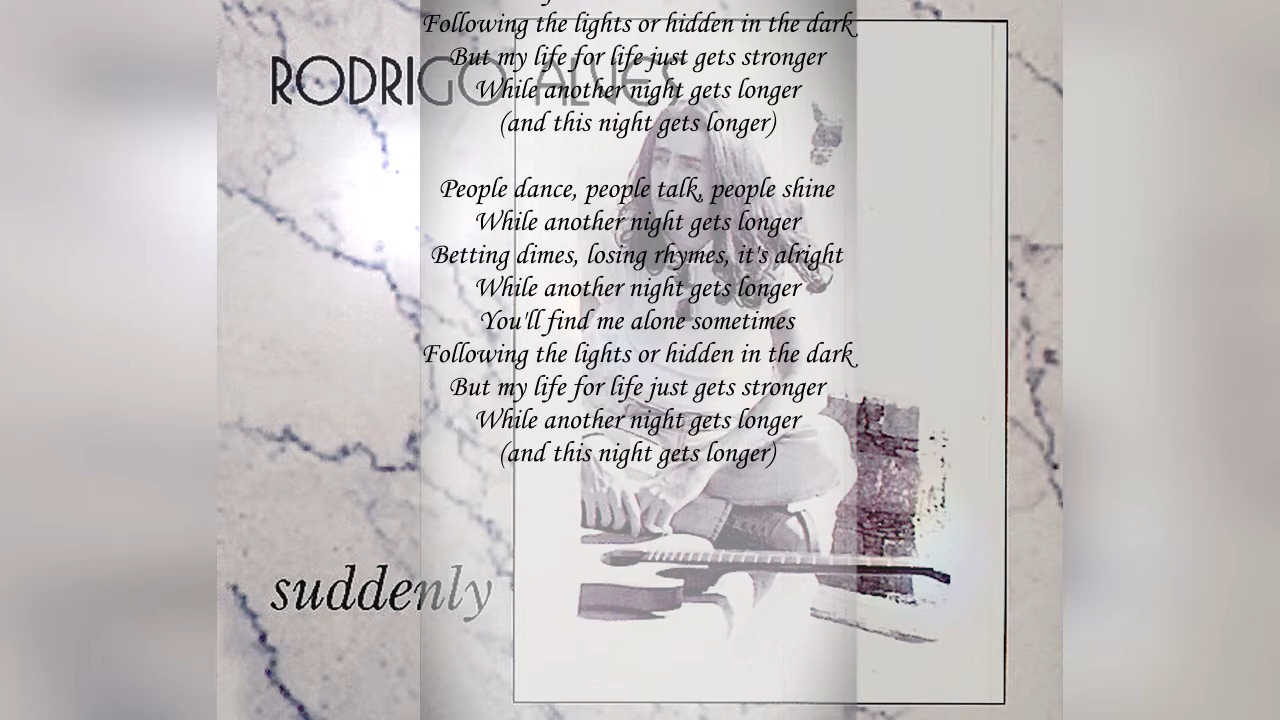 Following the lights or hidden in the dark
But my life for life just gets stronger
While another night gets longer
(and this night gets longer)
People dance, people talk, people shine
While another night gets longer
Betting dimes, losing rhymes, it's alright
While another night gets longer
You'll find me alone sometimes
Following the lights or hidden in the dark
But my life for life just gets stronger
While another night gets longer
(and this night gets longer)
RODRIGO ALVES
suddenly